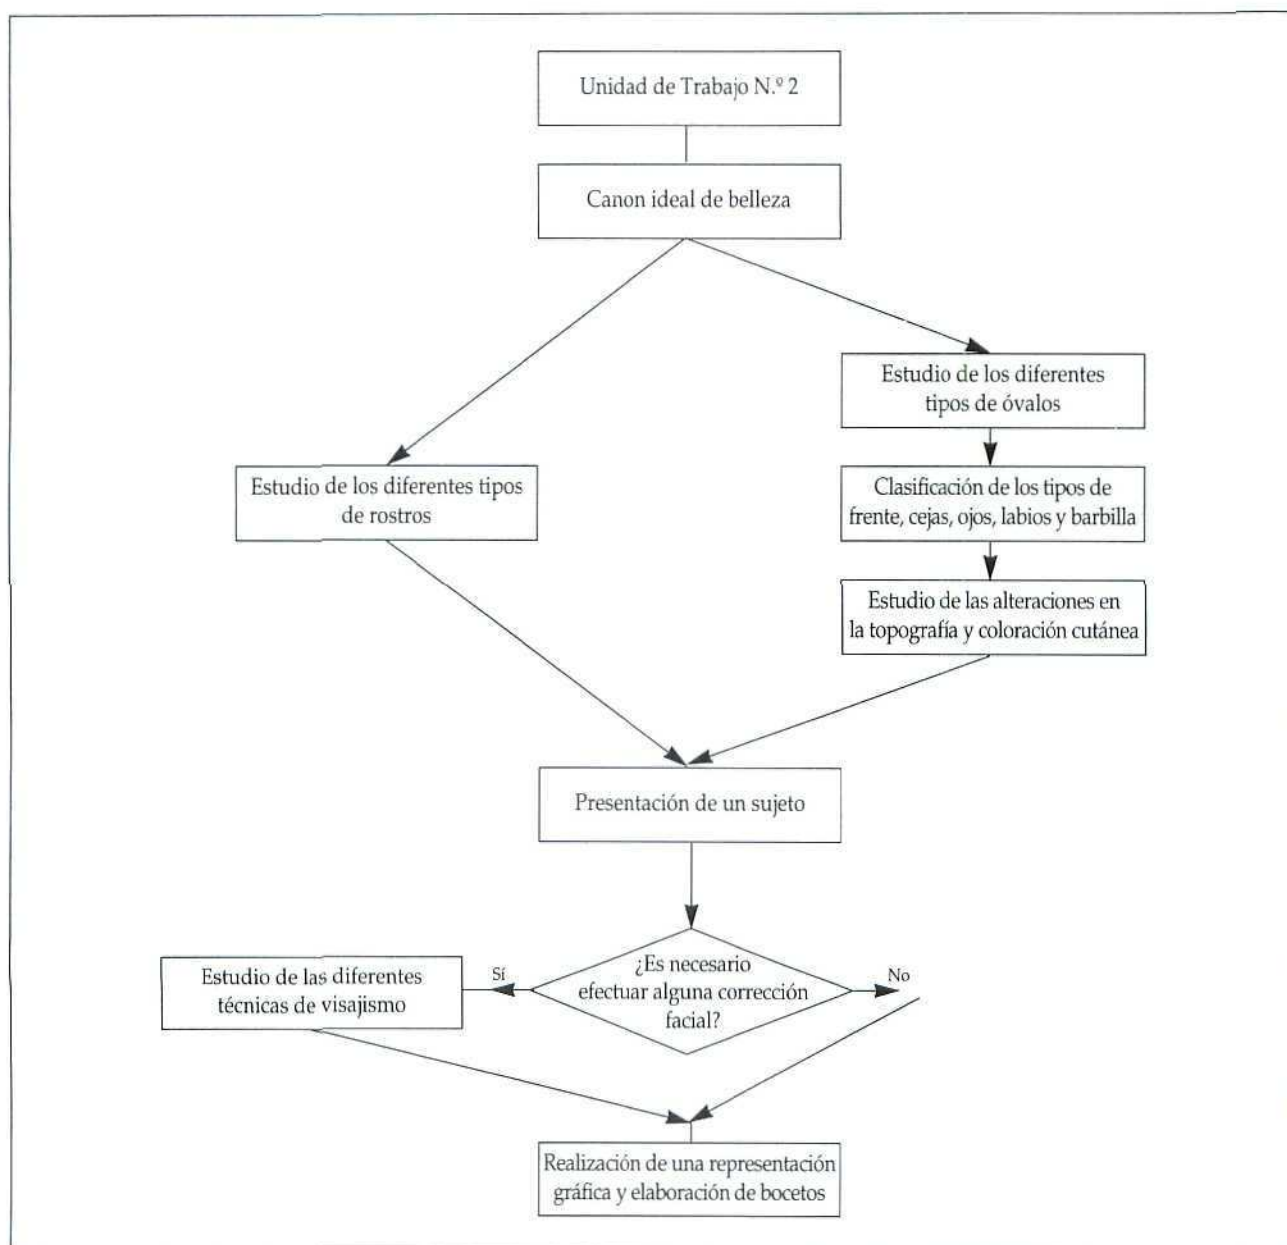 Unidad de Trabajo N.º 2
Canon ideal de belleza
Estudio de los diferentes
tipos de óvalos
Estudio de los diferentes tipos
de rostros
Clasificación de los tipos de
frente, cejas, ojos, labios y barbilla
Estudio de las alteraciones en
la topografía y coloración cutánea
Presentación de un sujeto
¿Es necesario
efectuar alguna corrección
facial?
Sí
No
Estudio de las diferentes
técnicas de visajismo
Realización de una representación
gráfica y elaboración de bocetos